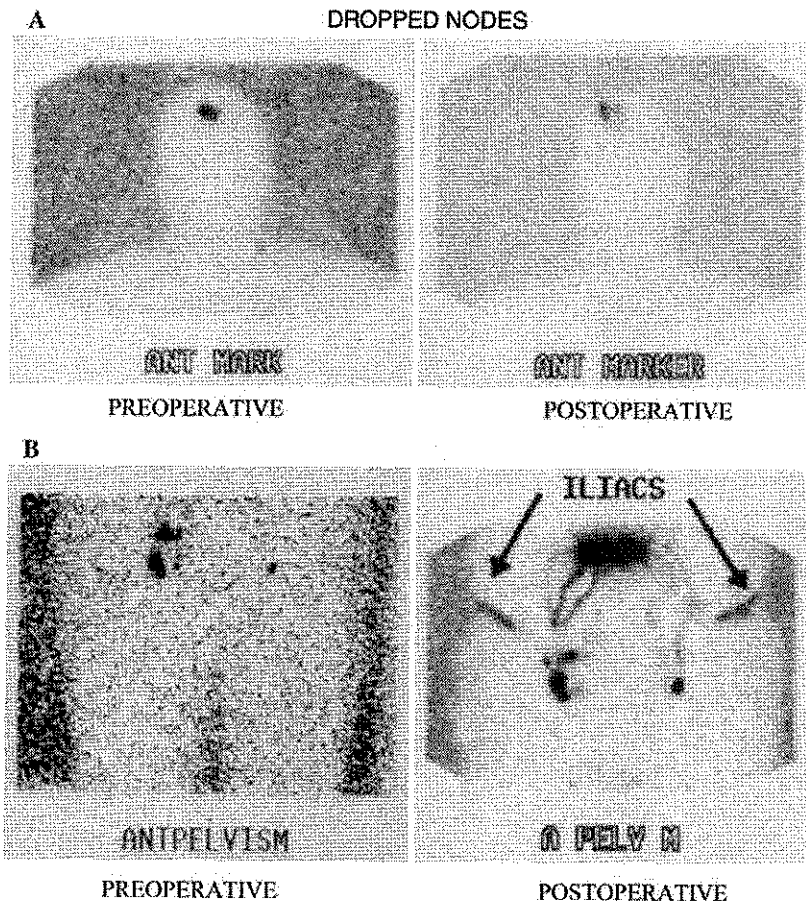 A
DROPPED NODES
ANT MARK
ANT MARKER
PREOPERATIVE
POSTOPERATIVE
B
ILIACS
ANTPELVISM
A PELV M
PREOPERATIVE
POSTOPERATIVE